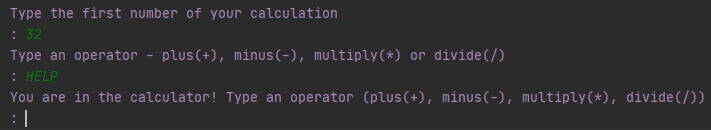 Type the first number of your calculation
: 32
Type an operator - plus(+), minus(-), multiply(*) or divide(/)
: HELP
You are in the calculator! Type an operator (plus(+), minus(-), multiply(*), divide(/))
: